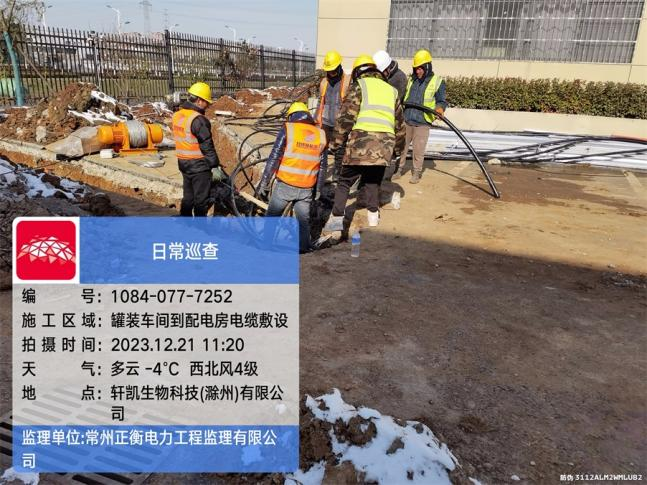 日常巡查
编 号: 1084-077-7252
施工区域: 罐装车间到配电房电缆敷设
拍摄时间: 2023.12.21 11:20
天 气: 多云 -4℃ 西北风4级
地 点: 轩凯生物科技(滁州)有限公
司
监理单位:常州正衡电力工程监理有限公
司
防伪 3112ALM2WMLUB2